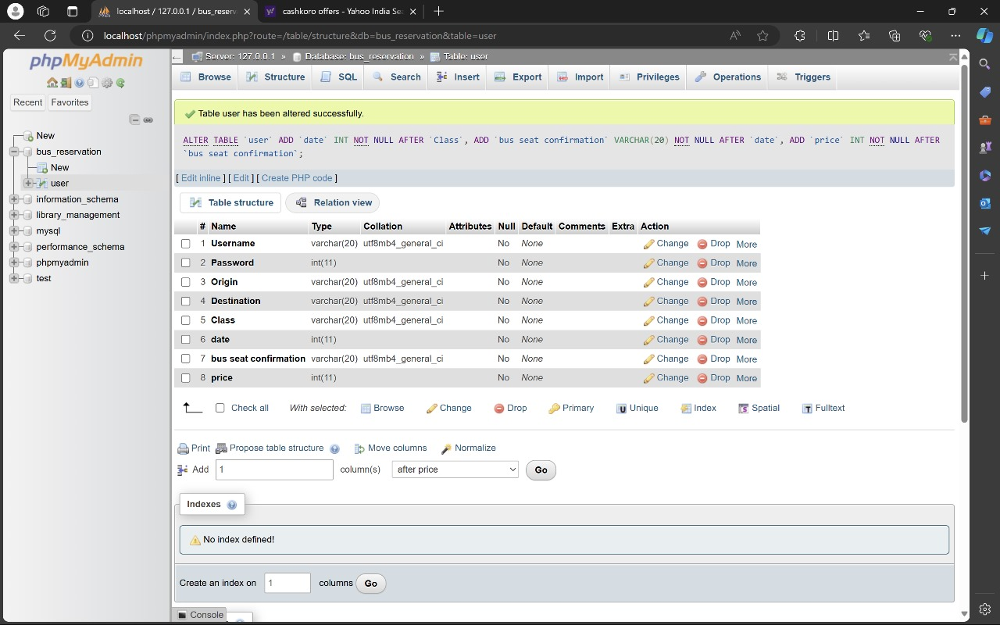 localhost / 127.0.0.1 / bus_reserv
cashkoro offers - Yahoo India Se
localhost/phpmyadmin/index.php?route=/table/structure&db=bus_reservation&table=user
phpMyAdmin
Recent Favorites
New
bus_reservation
New
user
information_schema
library_management
mysql
performance_schema
phpmyadmin
test
Server: 127.0.0.1 » Database: bus_reservation » Table: user
Browse Structure SQL Search Insert Export Import Privileges Operations Triggers
Table user has been altered successfully.
ALTER TABLE `user` ADD `date` INT NOT NULL AFTER `Class`, ADD `bus seat confirmation` VARCHAR(20) NOT NULL AFTER `date`, ADD `price` INT NOT NULL AFTER
`bus seat confirmation`;
[ Edit inline ] [ Edit ] [ Create PHP code ]
Table structure Relation view
# Name Type Collation Attributes Null Default Comments Extra Action
1 Username varchar(20) utf8mb4_general_ci No None Change Drop More
2 Password int(11) No None Change Drop More
3 Origin varchar(20) utf8mb4_general_ci No None Change Drop More
4 Destination varchar(20) utf8mb4_general_ci No None Change Drop More
5 Class varchar(20) utf8mb4_general_ci No None Change Drop More
6 date int(11) No None Change Drop More
7 bus seat confirmation varchar(20) utf8mb4_general_ci No None Change Drop More
8 price int(11) No None Change Drop More
Check all With selected: Browse Change Drop Primary Unique Index Spatial Fulltext
Print Propose table structure Move columns Normalize
Add 1 column(s) after price Go
Indexes
No index defined!
Create an index on 1 columns Go
Console